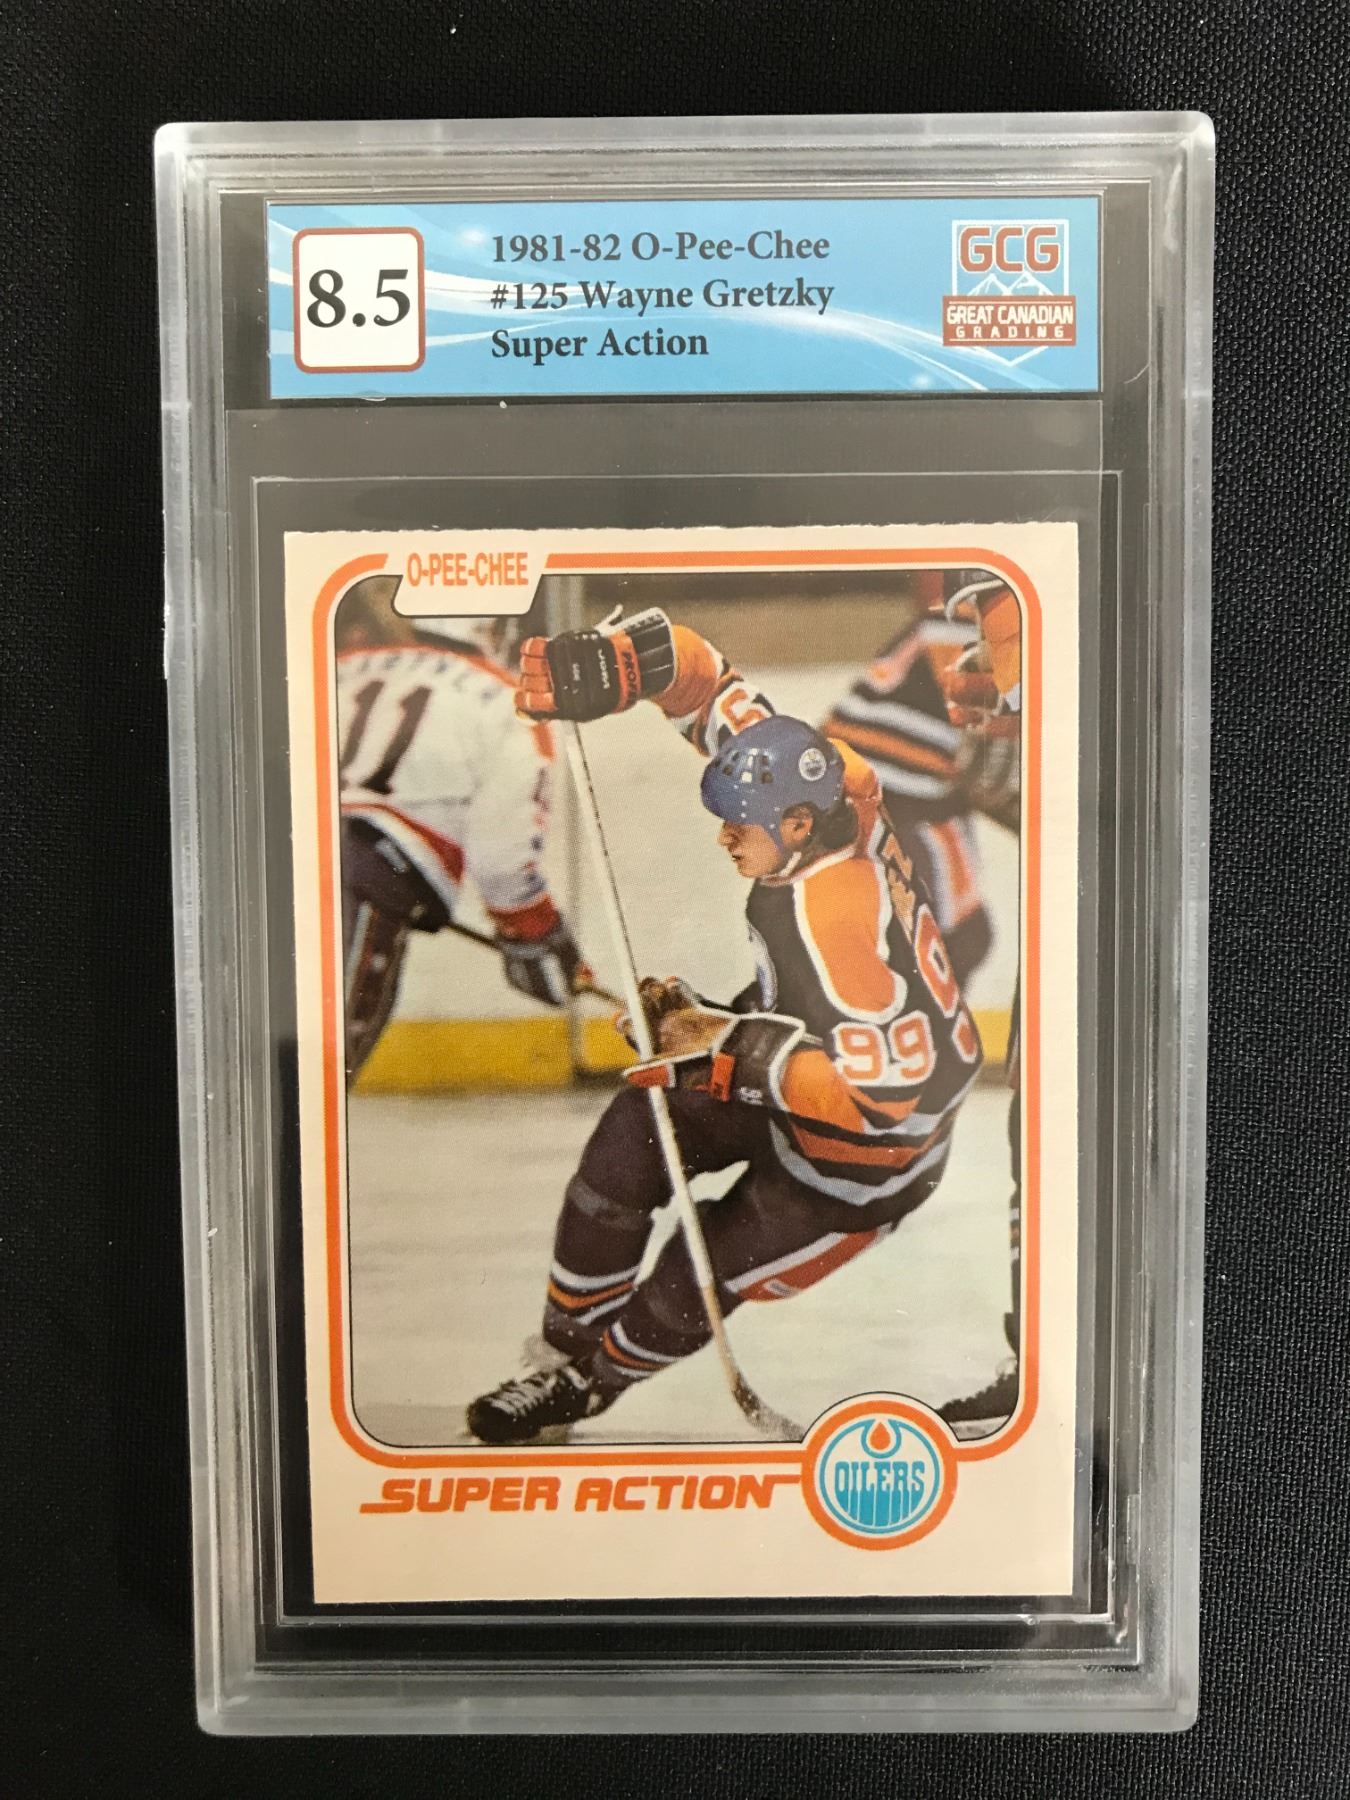 8.5
1981-82 O-Pee-Chee
#125 Wayne Gretzky
Super Action
GCG
GREAT CANADIAN
GRADING
O-PEE-CHEE
11
99
SUPER ACTION
OILERS